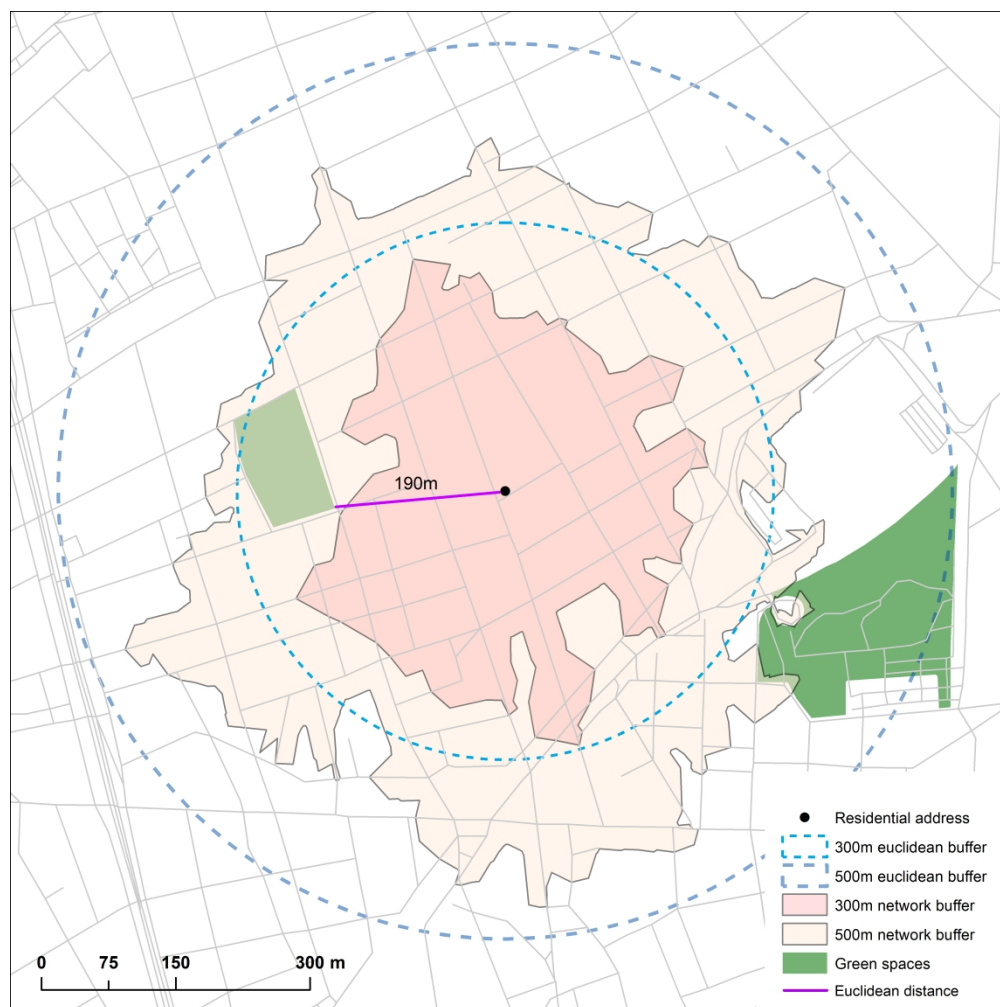 190m
Residential address
300m euclidean buffer
500m euclidean buffer
300m network buffer
500m network buffer
Green spaces
Euclidean distance
0 75 150 300 m